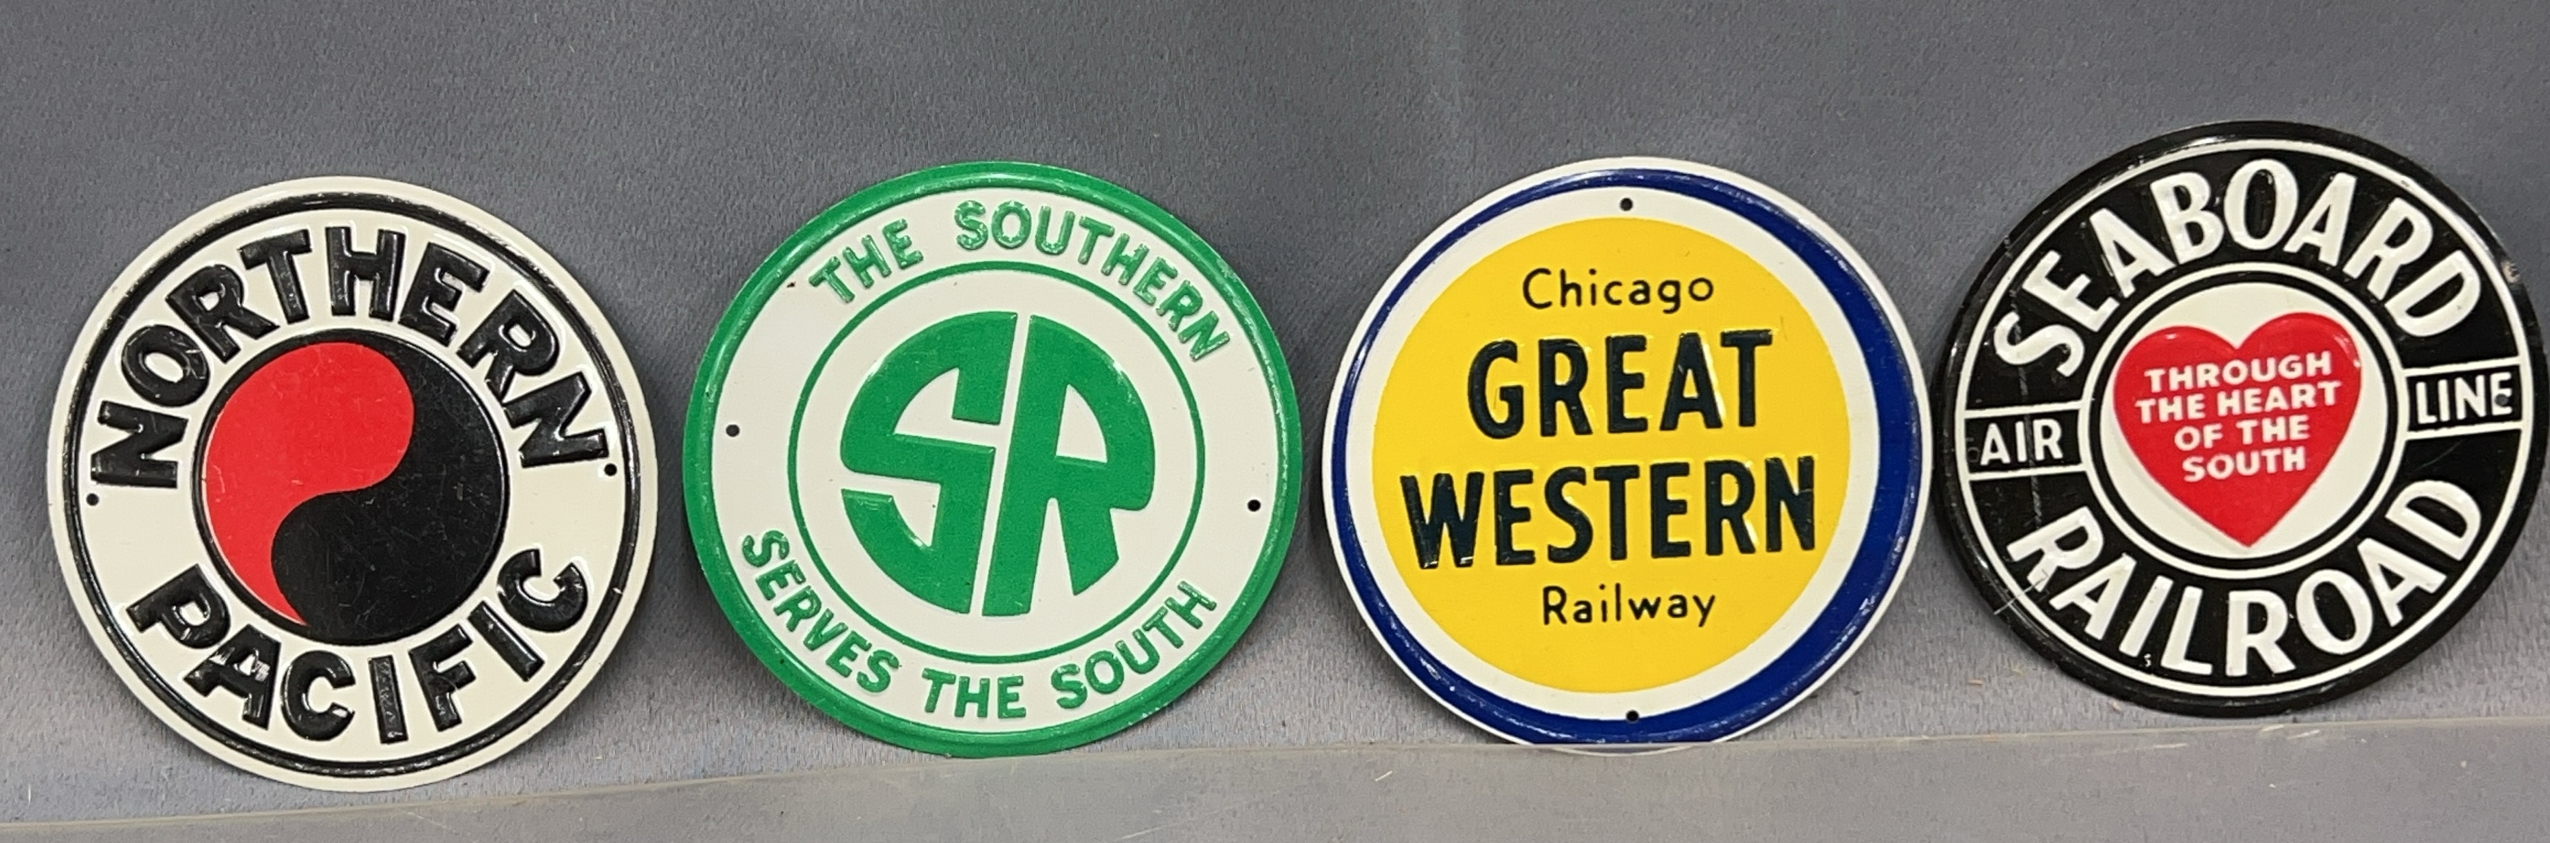 NORTHERN
PACIFIC
THE SOUTHERN
SR
SERVES THE SOUTH
Chicago
GREAT
WESTERN
Railway
SEABOARD
AIR LINE
RAILROAD
THROUGH
THE HEART
OF THE
SOUTH